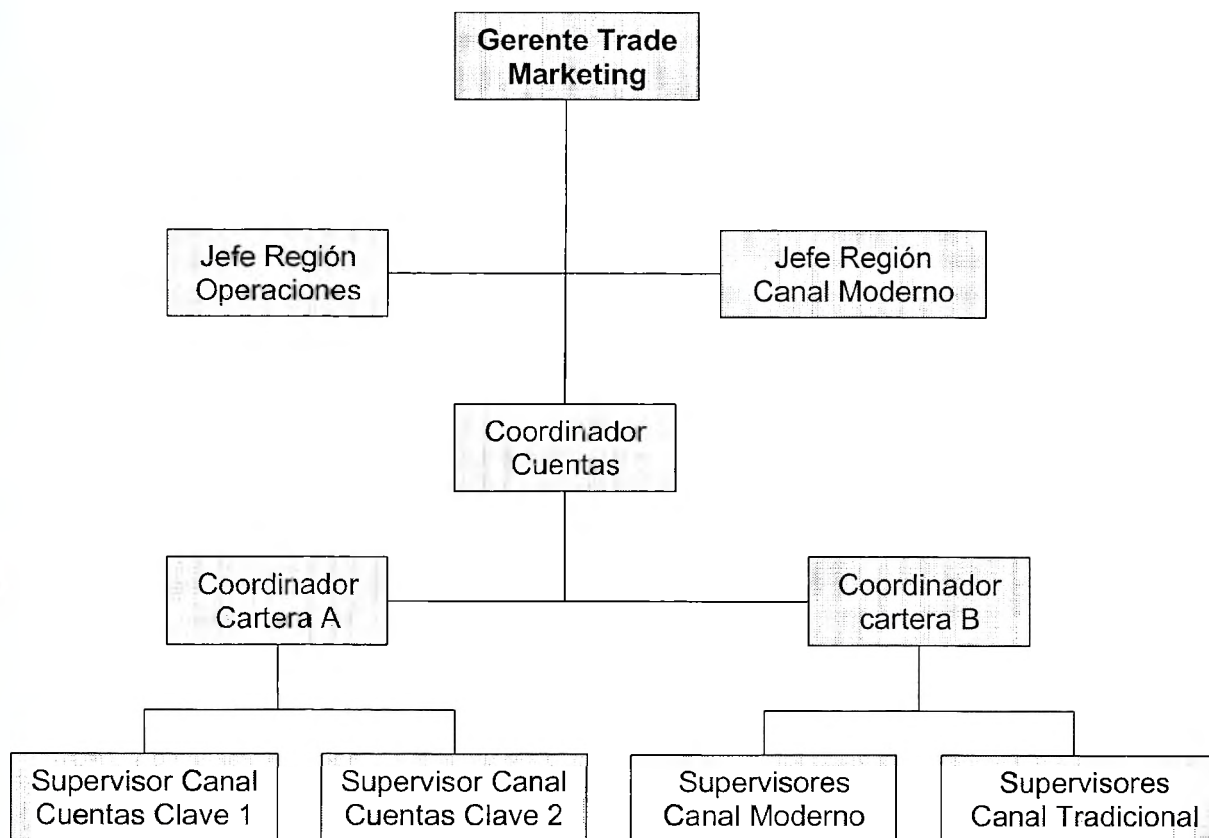 Gerente Trade
Marketing
Jefe Región
Operaciones
Jefe Región
Canal Moderno
Coordinador
Cuentas
Coordinador
Cartera A
Coordinador
cartera B
Supervisor Canal
Cuentas Clave 1
Supervisor Canal
Cuentas Clave 2
Supervisores
Canal Moderno
Supervisores
Canal Tradicional